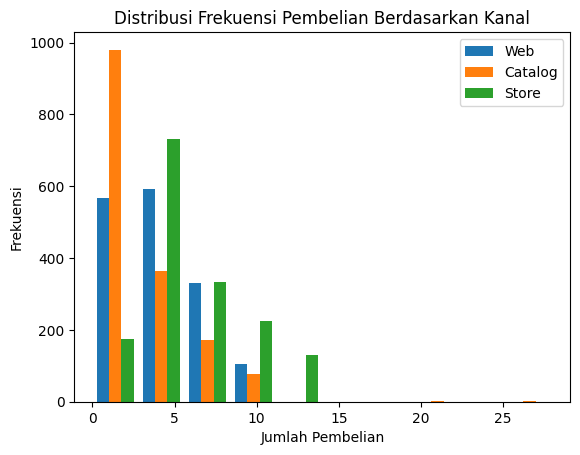 Distribusi Frekuensi Pembelian Berdasarkan Kanal
Web
Catalog
Store
Frekuensi
1000
800
600
400
200
0
0 5 10 15 20 25
Jumlah Pembelian